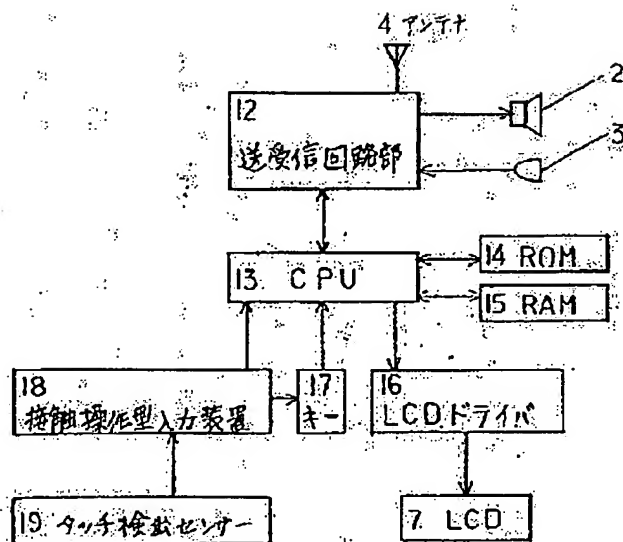 4 アンテナ
12
送受信回路部
2
3
13. CPU
14 ROM
15 RAM
18
接触操作型入力装置
17
キー
16
LCDドライバ
19 タッチ検出センサー
7. LCD